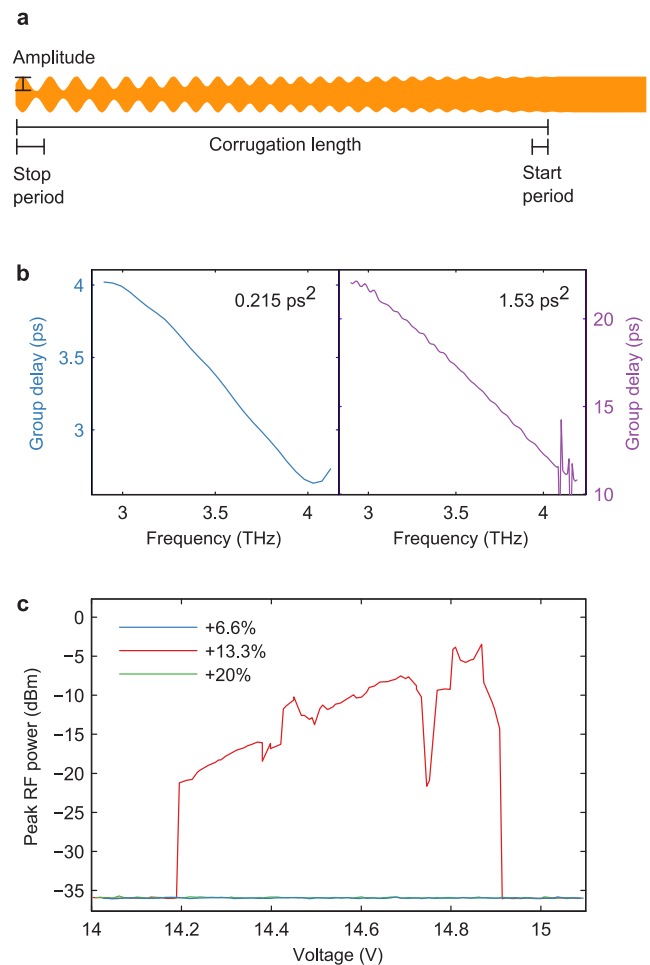 a
Amplitude
Corrugation length
Stop period
Start period
b
4
3.5
3
Group delay (ps)
0.215 ps²
3
3.5
4
Frequency (THz)
1.53 ps²
20
15
10
Group delay (ps)
3
3.5
4
Frequency (THz)
c
0
−5
−10
−15
−20
−25
−30
−35
Peak RF power (dBm)
+6.6%
+13.3%
+20%
14
14.2
14.4
14.6
14.8
15
Voltage (V)